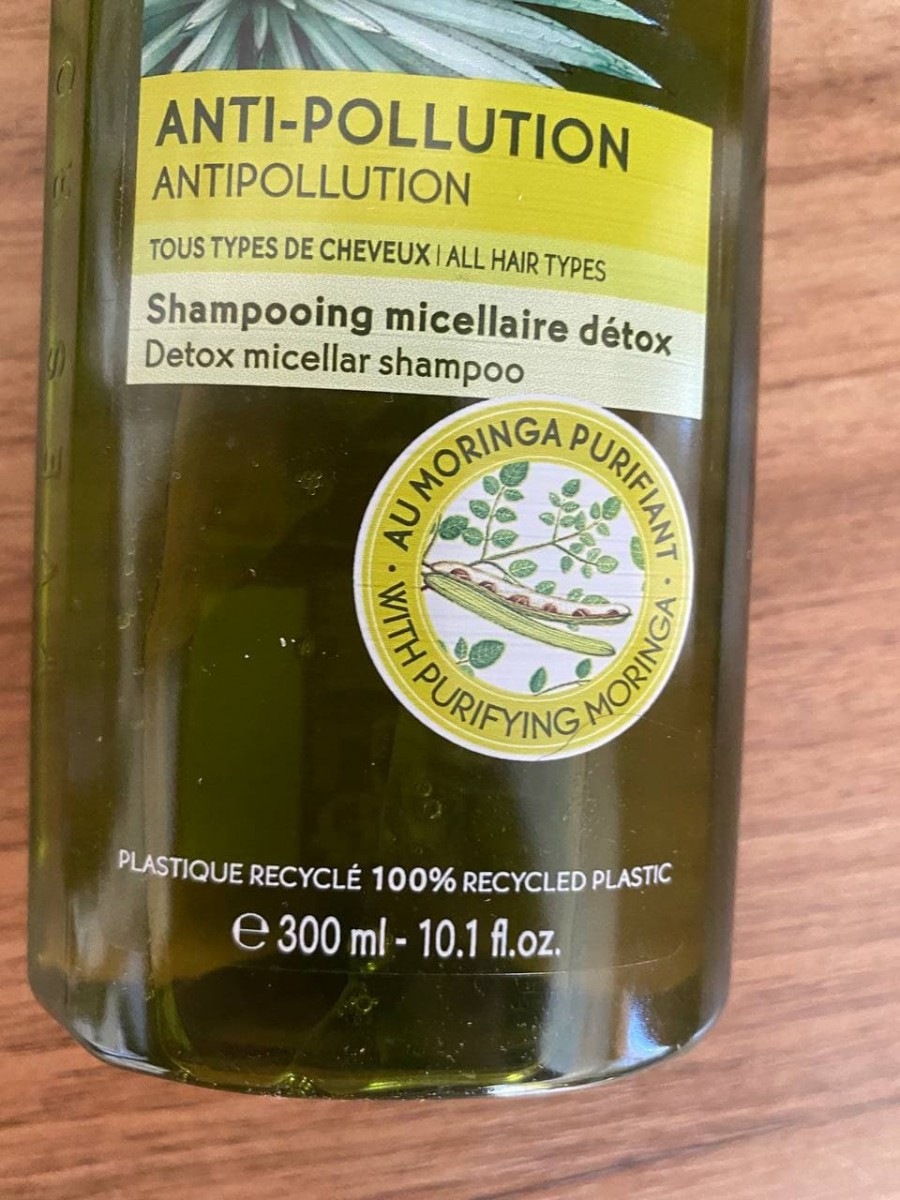 ANTI-POLLUTION
ANTIPOLLUTION
TOUS TYPES DE CHEVEUX | ALL HAIR TYPES
Shampooing micellaire détox
Detox micellar shampoo
AU MORINGA PURIFIANT
• WITH PURIFYING MORINGA •
PLASTIQUE RECYCLÉ 100% RECYCLED PLASTIC
℮ 300 ml - 10.1 fl.oz.